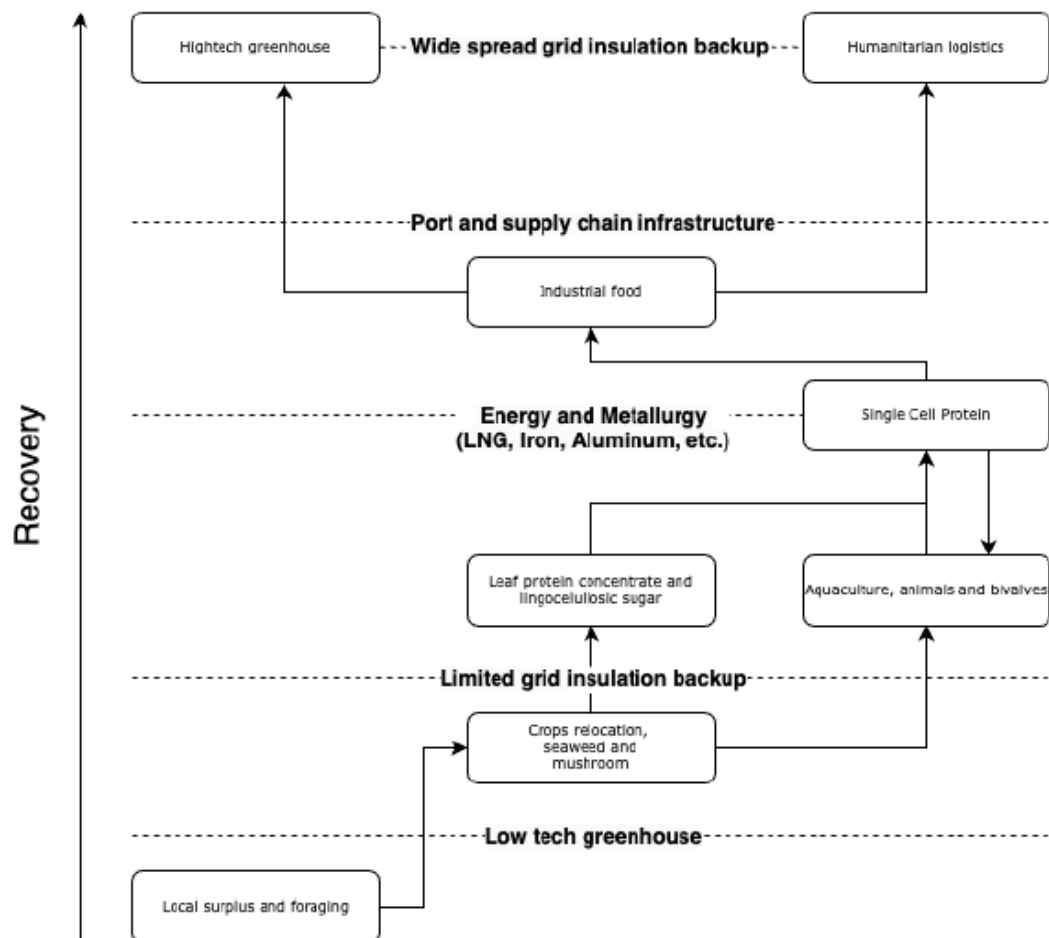 Hightech greenhouse
Wide spread grid insulation backup
Humanitarian logistics
Port and supply chain infrastructure
Industrial food
Energy and Metallurgy
(LNG, Iron, Aluminum, etc.)
Single Cell Protein
Recovery
Leaf protein concentrate and
lingocelullosic sugar
Aquaculture, animals and bivalves
Limited grid insulation backup
Crops relocation,
seaweed and
mushroom
Low tech greenhouse
Local surplus and foraging